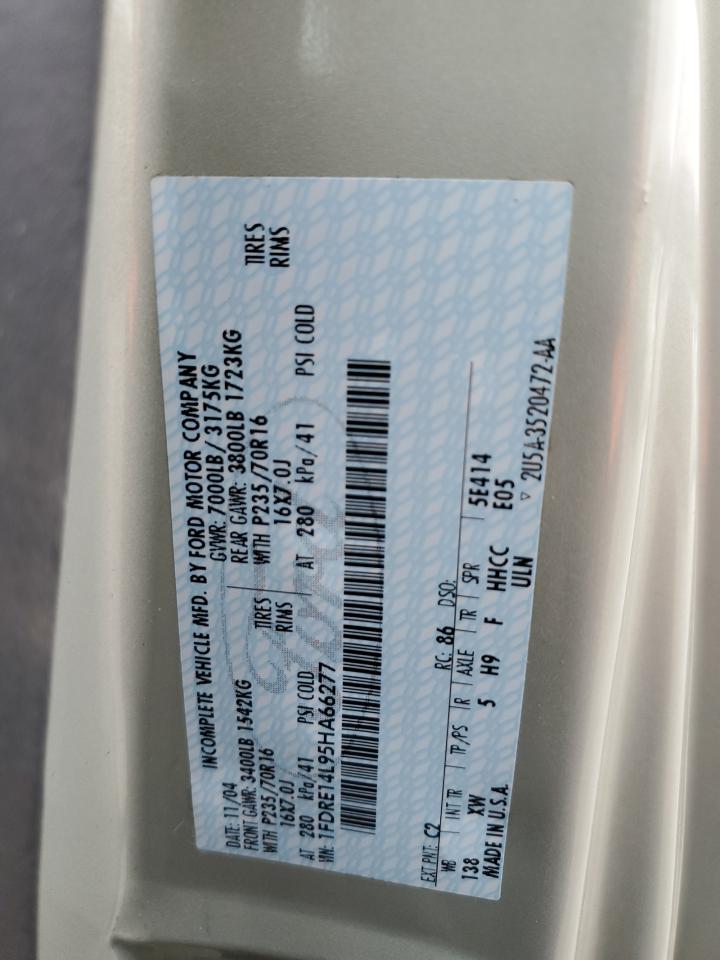 INCOMPLETE VEHICLE MFD. BY FORD MOTOR COMPANY
DATE: 11/04 GVWR: 7000LB/ 3175KG
FRONT GAWR: 3400LB 1542KG REAR GAWR: 3800LB 1723KG
WITH P235/70R16 TIRES WITH P235/70R16 TIRES
16X7.0J RIMS 16X7.0J RIMS
AT 280 kPa/41 PSI COLD AT 280 kPa/41 PSI COLD
VIN: 1FDRE14L95HA66277
EXT PNT: C2 RC: 86 DSO:
WB INT TR TP/PS R AXLE TR SPR
138 XW 5 H9 F HHCC 5E414
MADE IN U.S.A. ULN E05
▽ 2U5A-3520472-AA
Ford